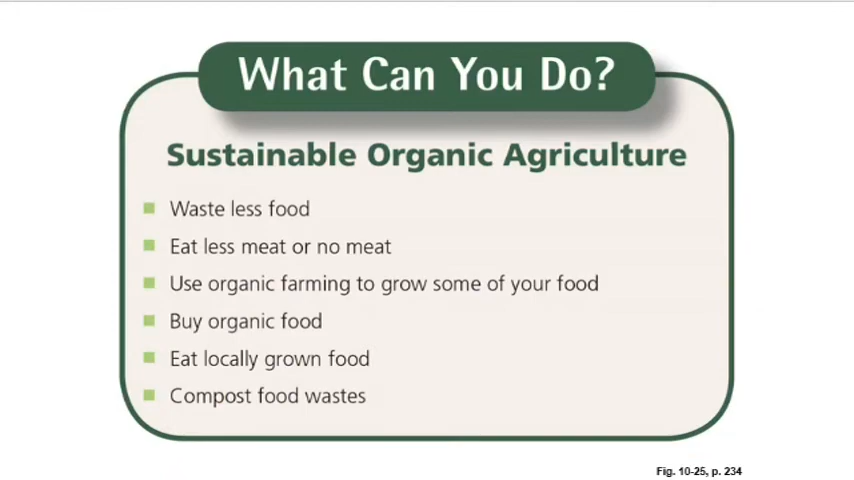 What Can You Do?
Sustainable Organic Agriculture
Waste less food
Eat less meat or no meat
Use organic farming to grow some of your food
Buy organic food
Eat locally grown food
Compost food wastes
Fig. 10-25, p. 234